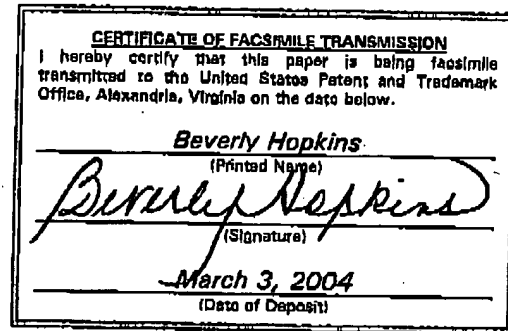 CERTIFICATE OF FACSIMILE TRANSMISSION
I hereby certify that this paper is being facsimile
transmitted to the United States Patent and Trademark
Office, Alexandria, Virginia on the date below.
Beverly Hopkins
(Printed Name)
Beverly Hopkins
(Signature)
March 3, 2004
(Date of Deposit)